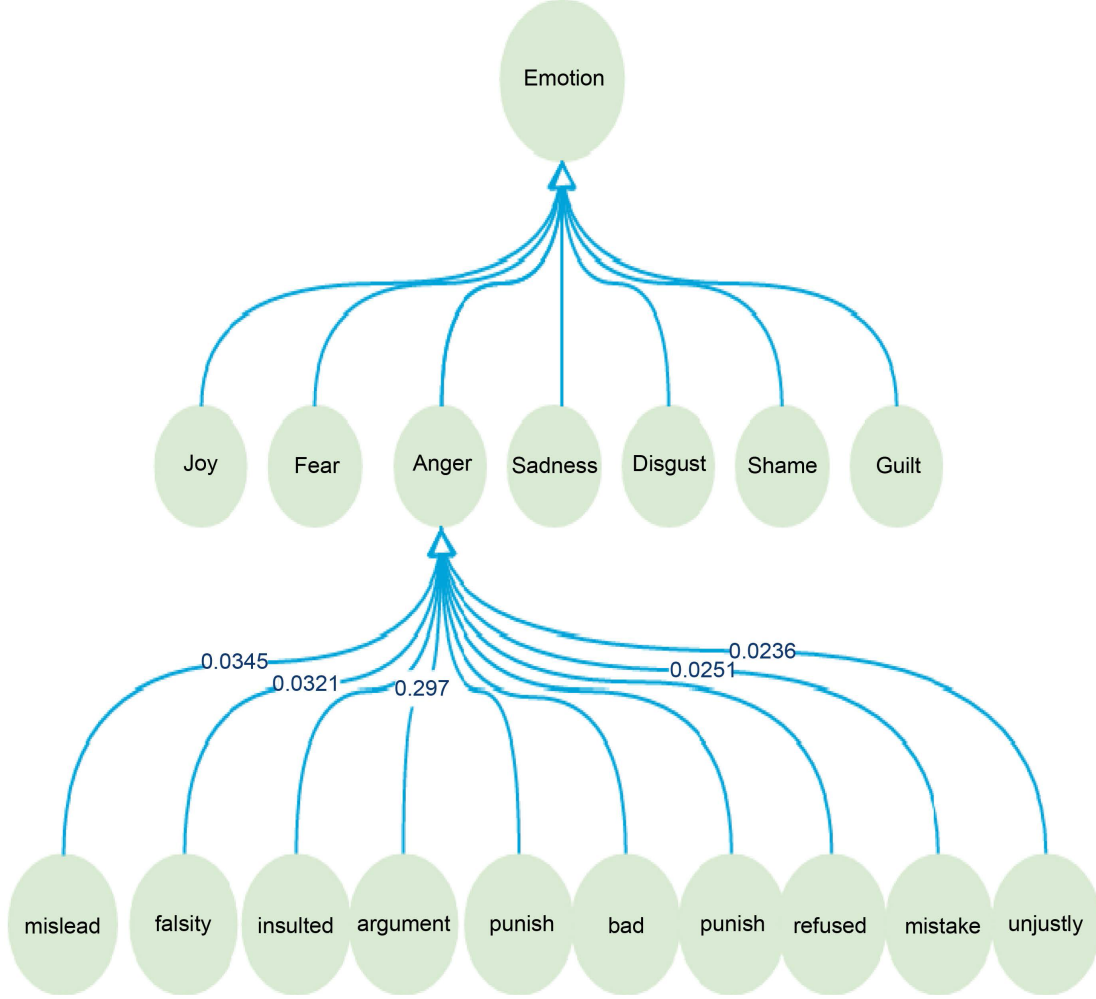 Emotion
Joy
Fear
Anger
Sadness
Disgust
Shame
Guilt
0.0345
0.0321
0.297
0.0251
0.0236
mislead
falsity
insulted
argument
punish
bad
punish
refused
mistake
unjustly